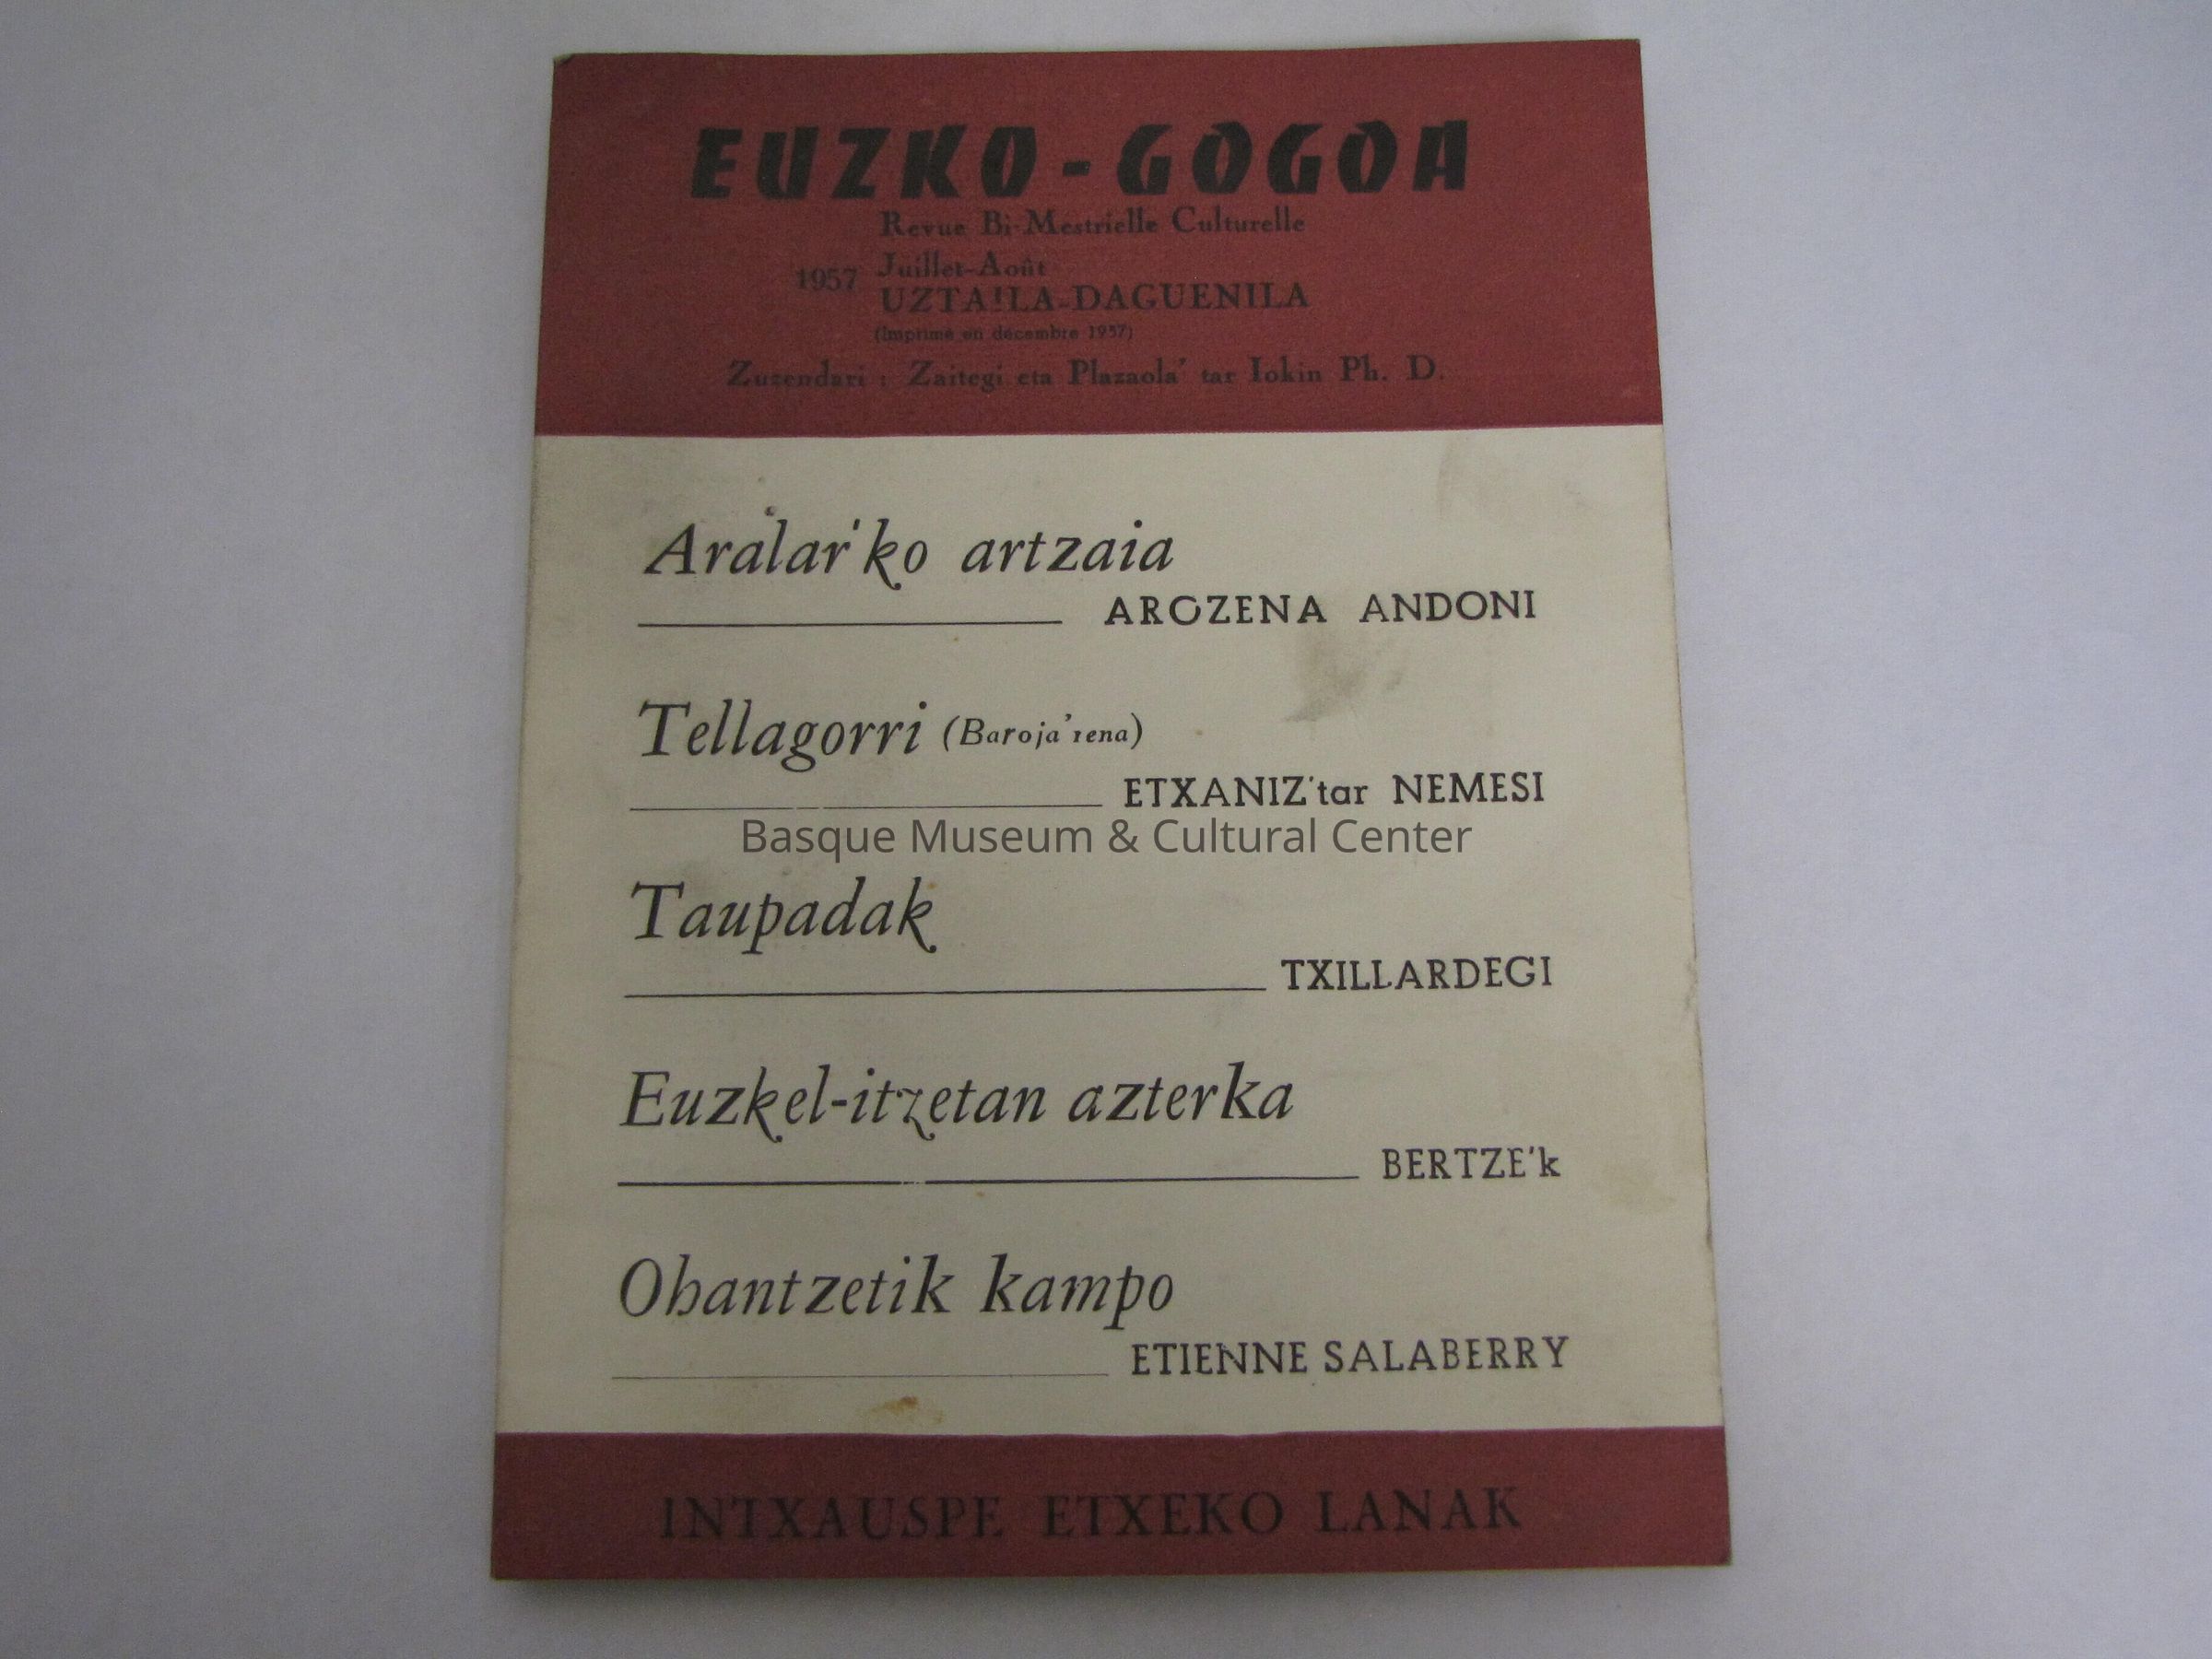 EUZKO-GOGOA
Revue Bi-Mestrielle Culturelle
1957 Juillet-Août
UZTAILA-DAGUENILA
(Imprimé en décembre 1957)
Zuzendari : Zaitegi eta Plazaola' tar Iokin Ph. D.
Aralar'ko artzaia
AROZENA ANDONI
Tellagorri (Baroja'rena)
ETXANIZ'tar NEMESI
Basque Museum & Cultural Center
Taupadak
TXILLARDEGI
Euzkel-itzetan azterka
BERTZE'k
Ohantzetik kampo
ETIENNE SALABERRY
INTXAUSPE ETXEKO LANAK